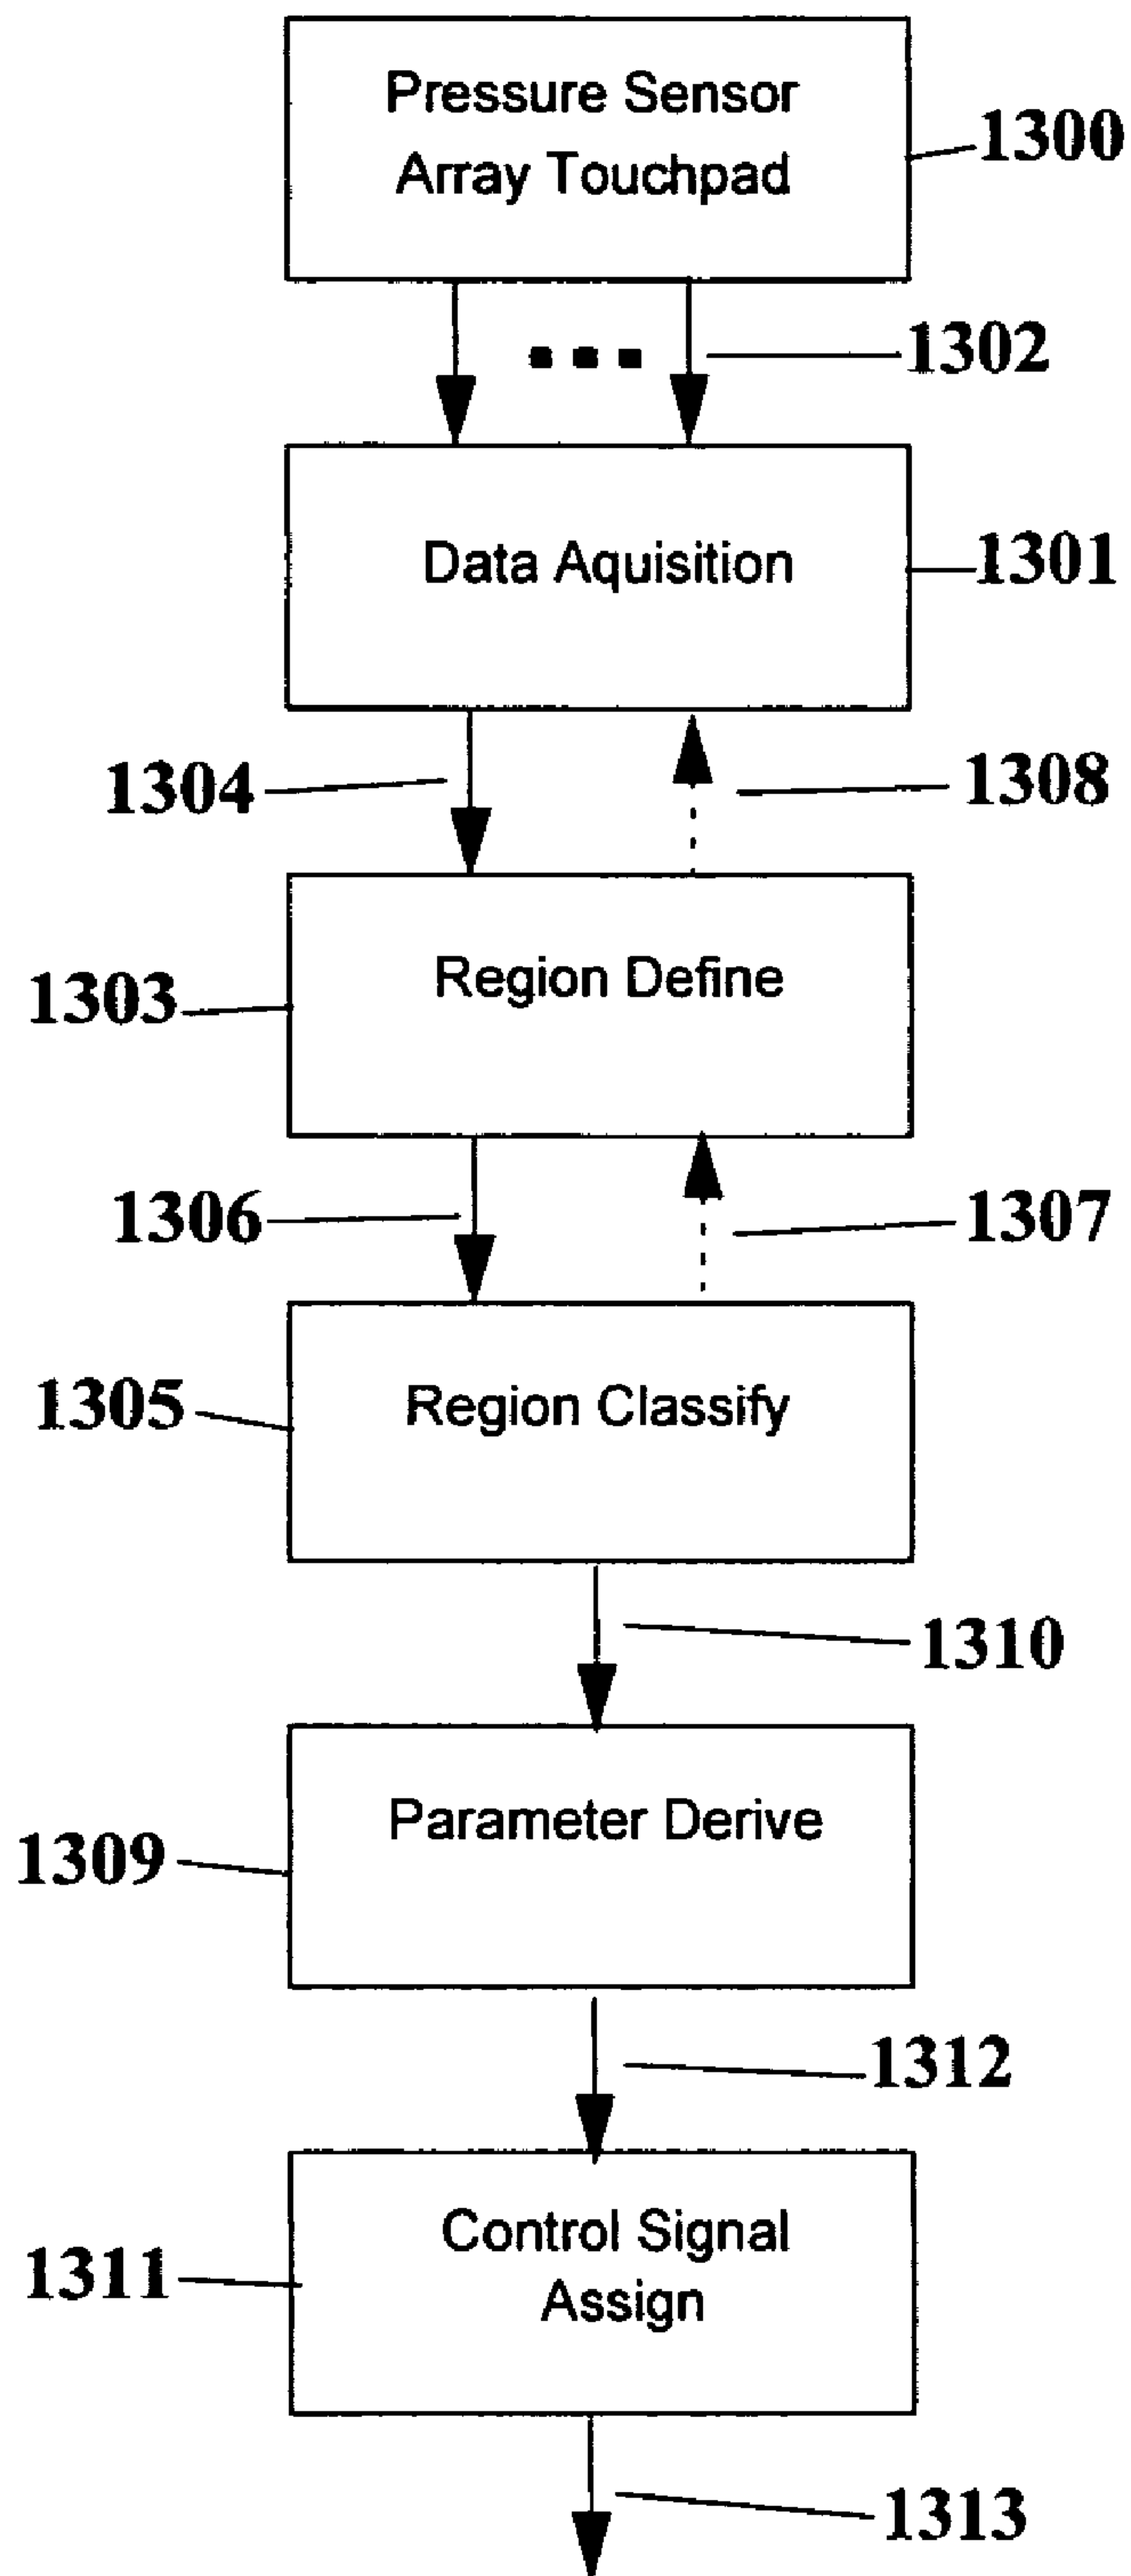 Pressure Sensor
Array Touchpad
1300
1302
Data Aquisition
1301
1304
1308
Region Define
1303
1306
1307
Region Classify
1305
1310
Parameter Derive
1309
1312
Control Signal
Assign
1311
1313